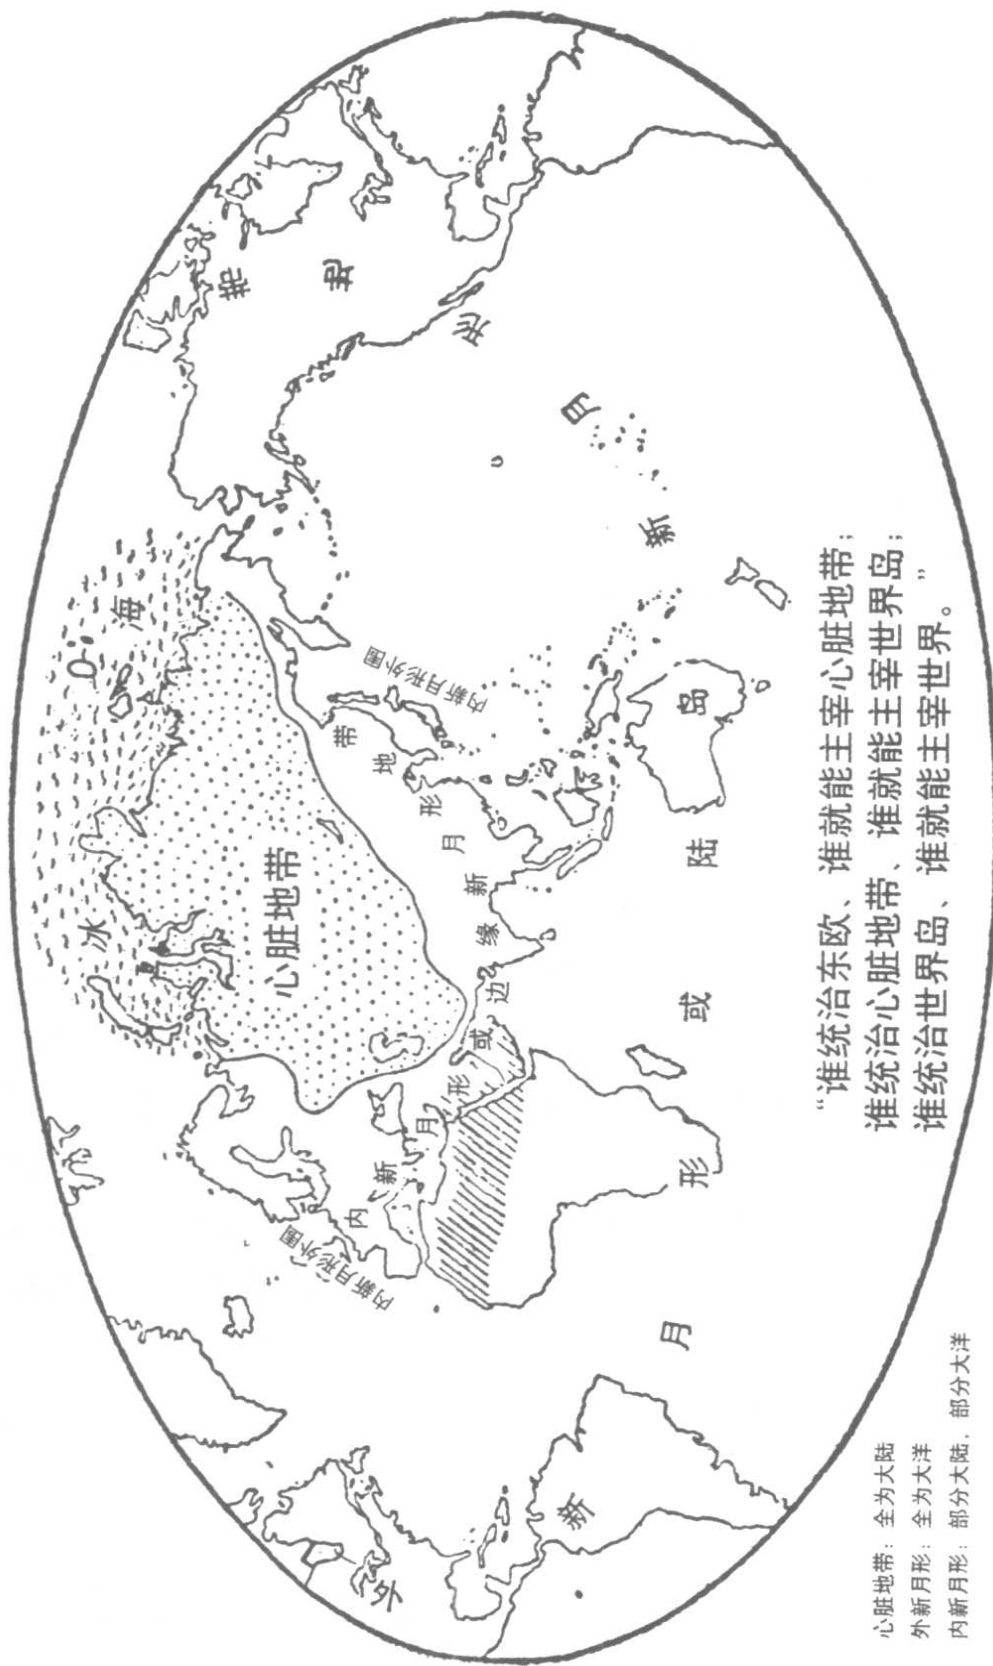 冰海
心脏地带
内新月形或边缘新月形地带
内新月形外围
内新月形外围
外新月形或陆岛新月形地带
“谁统治东欧、谁就能主宰心脏地带;
谁统治心脏地带、谁就能主宰世界岛;
谁统治世界岛、谁就能主宰世界。”
心脏地带:全为大陆
外新月形:全为大洋
内新月形:部分大陆,部分大洋